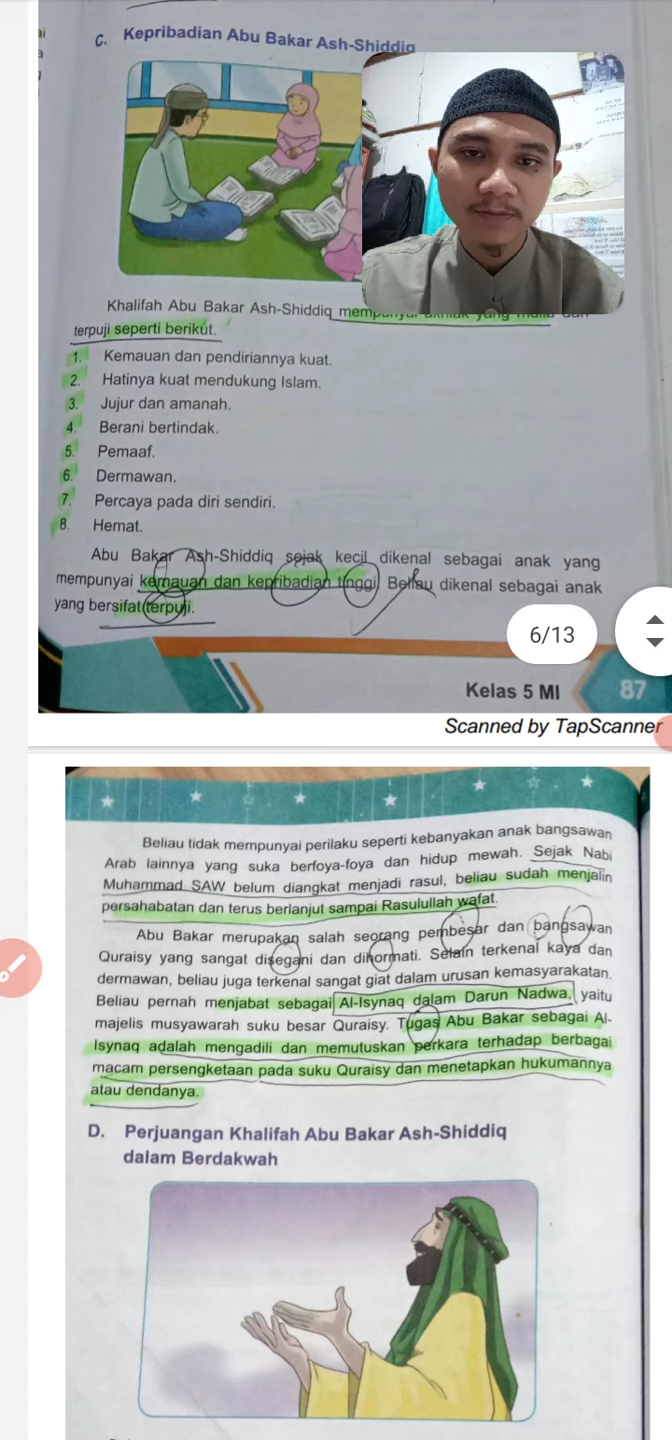 C. Kepribadian Abu Bakar Ash-Shiddiq
Khalifah Abu Bakar Ash-Shiddiq mempunyai akhlak yang mulia dan
terpuji seperti berikut.
1. Kemauan dan pendiriannya kuat.
2. Hatinya kuat mendukung Islam.
3. Jujur dan amanah.
4. Berani bertindak.
5. Pemaaf.
6. Dermawan.
7. Percaya pada diri sendiri.
8. Hemat.
Abu Bakar Ash-Shiddiq sejak kecil dikenal sebagai anak yang
mempunyai kemauan dan kepribadian tinggi. Beliau dikenal sebagai anak
yang bersifat terpuji.
6/13
Kelas 5 MI 87
Scanned by TapScanner
Beliau tidak mempunyai perilaku seperti kebanyakan anak bangsawan
Arab lainnya yang suka berfoya-foya dan hidup mewah. Sejak Nabi
Muhammad SAW belum diangkat menjadi rasul, beliau sudah menjalin
persahabatan dan terus berlanjut sampai Rasulullah wafat.
Abu Bakar merupakan salah seorang pembesar dan bangsawan
Quraisy yang sangat disegani dan dihormati. Selain terkenal kaya dan
dermawan, beliau juga terkenal sangat giat dalam urusan kemasyarakatan.
Beliau pernah menjabat sebagai Al-Isynaq dalam Darun Nadwa, yaitu
majelis musyawarah suku besar Quraisy. Tugas Abu Bakar sebagai Al-
Isynaq adalah mengadili dan memutuskan perkara terhadap berbagai
macam persengketaan pada suku Quraisy dan menetapkan hukumannya
atau dendanya.
D. Perjuangan Khalifah Abu Bakar Ash-Shiddiq
dalam Berdakwah